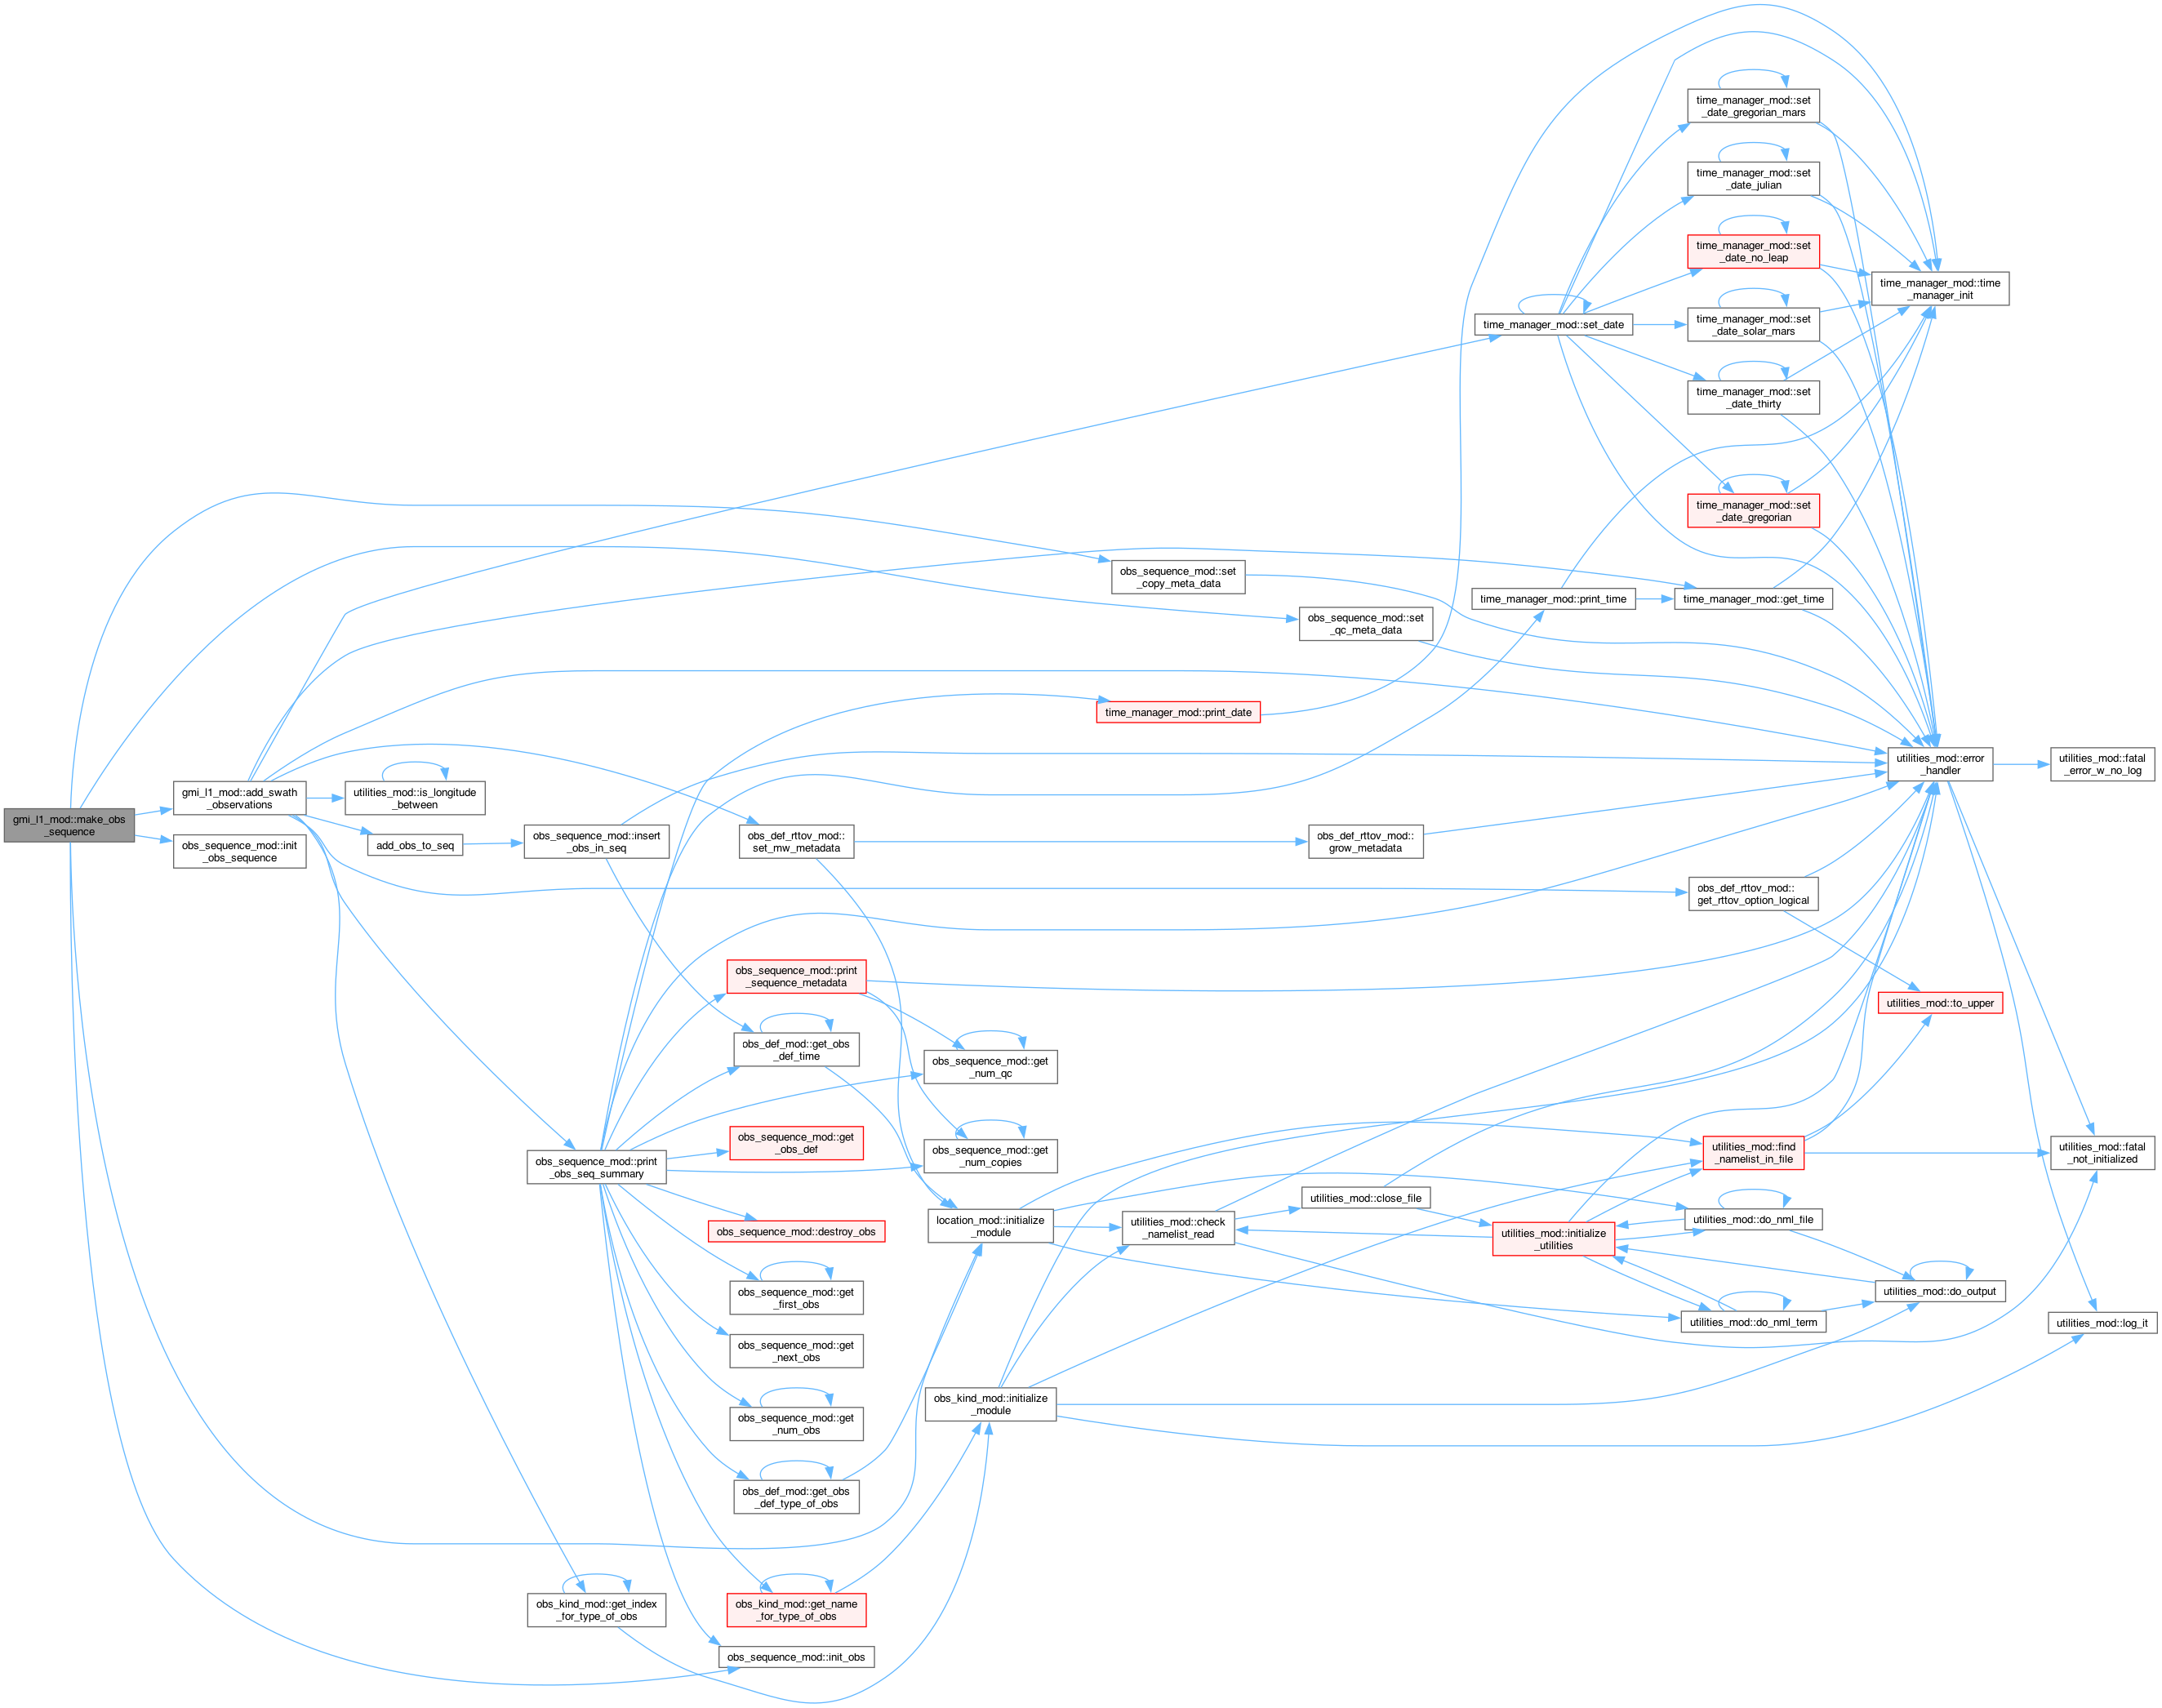 gmi_l1_mod::make_obs
_sequence
gmi_l1_mod::add_swath
_observations
obs_sequence_mod::init
_obs_sequence
utilities_mod::is_longitude
_between
add_obs_to_seq
obs_sequence_mod::insert
_obs_in_seq
obs_sequence_mod::print
_obs_seq_summary
obs_kind_mod::get_index
_for_type_of_obs
obs_def_rttov_mod::
set_mw_metadata
obs_sequence_mod::print
_sequence_metadata
obs_def_mod::get_obs
_def_time
obs_sequence_mod::get
_obs_def
obs_sequence_mod::destroy_obs
obs_sequence_mod::get
_first_obs
obs_sequence_mod::get
_next_obs
obs_sequence_mod::get
_num_obs
obs_def_mod::get_obs
_def_type_of_obs
obs_kind_mod::get_name
_for_type_of_obs
obs_sequence_mod::init_obs
obs_sequence_mod::get
_num_qc
obs_sequence_mod::get
_num_copies
location_mod::initialize
_module
obs_kind_mod::initialize
_module
obs_sequence_mod::set
_copy_meta_data
time_manager_mod::print_date
utilities_mod::check
_namelist_read
obs_sequence_mod::set
_qc_meta_data
obs_def_rttov_mod::
grow_metadata
utilities_mod::close_file
time_manager_mod::set_date
time_manager_mod::print_time
utilities_mod::initialize
_utilities
time_manager_mod::set
_date_gregorian_mars
time_manager_mod::set
_date_julian
time_manager_mod::set
_date_no_leap
time_manager_mod::set
_date_solar_mars
time_manager_mod::set
_date_thirty
time_manager_mod::set
_date_gregorian
time_manager_mod::get_time
obs_def_rttov_mod::
get_rttov_option_logical
utilities_mod::find
_namelist_in_file
utilities_mod::do_nml_file
utilities_mod::do_nml_term
time_manager_mod::time
_manager_init
utilities_mod::error
_handler
utilities_mod::to_upper
utilities_mod::do_output
utilities_mod::fatal
_error_w_no_log
utilities_mod::fatal
_not_initialized
utilities_mod::log_it